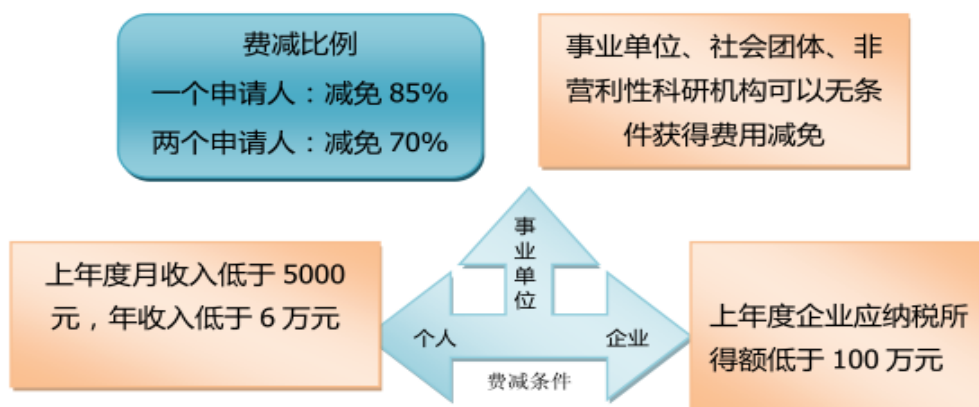 费减比例
一个申请人：减免 85%
两个申请人：减免 70%
事业单位、社会团体、非
营利性科研机构可以无条
件获得费用减免
事业单位
上年度月收入低于 5000
元，年收入低于 6 万元
个人
企业
费减条件
上年度企业应纳税所
得额低于 100 万元